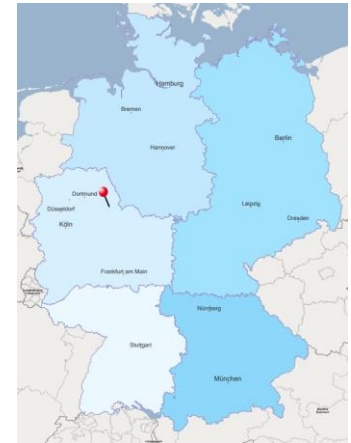 Hamburg
Bremen
Berlin
Hannover
Dortmund
Leipzig
Düsseldorf
Dresden
Köln
Frankfurt am Main
Nürnberg
Stuttgart
München